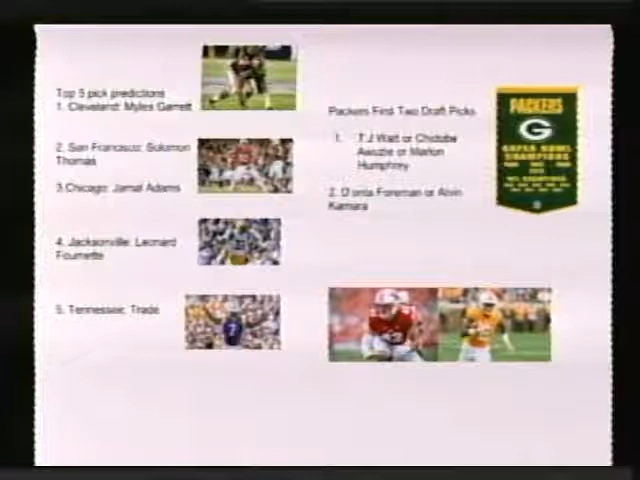 Top 5 pick predictions
1. Cleveland: Myles Garrett
2. San Francisco: Solomon
Thomas
3.Chicago: Jamal Adams
4. Jacksonville: Leonard
Fournette
5. Tennessee: Trade
Packers First Two Draft Picks
1. TJ Watt or Chidobe
Awuzie or Marlon
Humphrey
2. D'onta Foreman or Alvin
Kamara
PACKERS
G
SUPER BOWL
CHAMPIONS